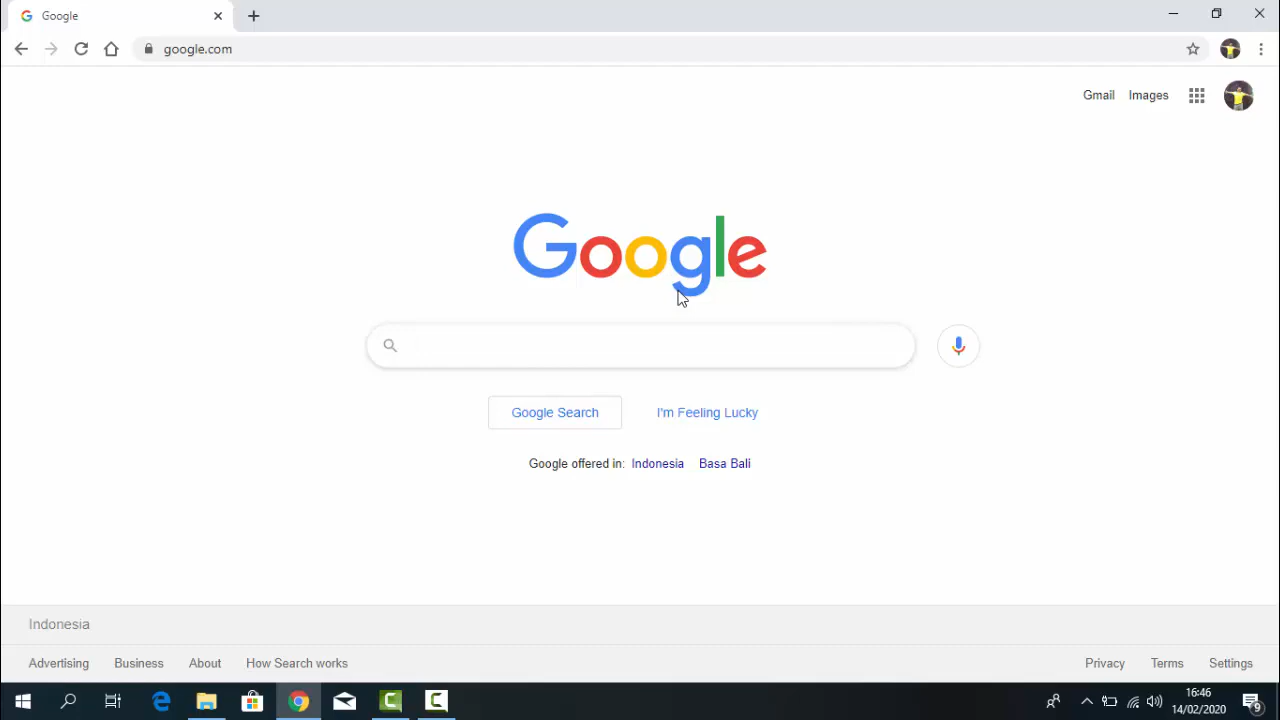 Google
google.com
Gmail Images
Google
Google Search I'm Feeling Lucky
Google offered in: Indonesia Basa Bali
Indonesia
Advertising Business About How Search works Privacy Terms Settings
16:46
14/02/2020
9